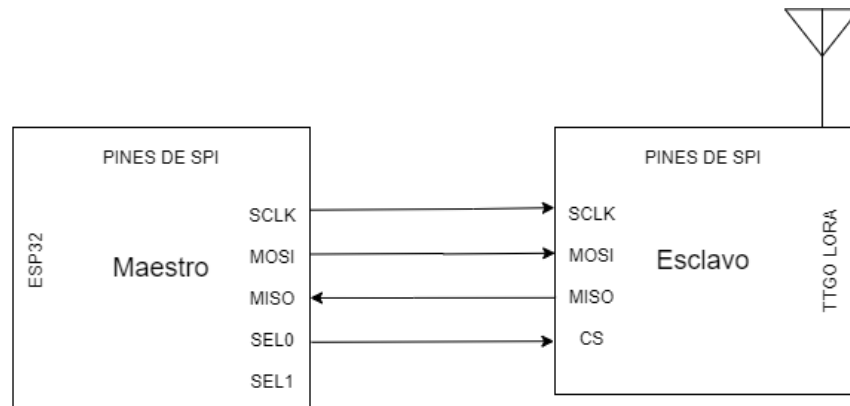 PINES DE SPI
ESP32
Maestro
SCLK
MOSI
MISO
SEL0
SEL1
PINES DE SPI
SCLK
MOSI
MISO
CS
Esclavo
TTGO LORA